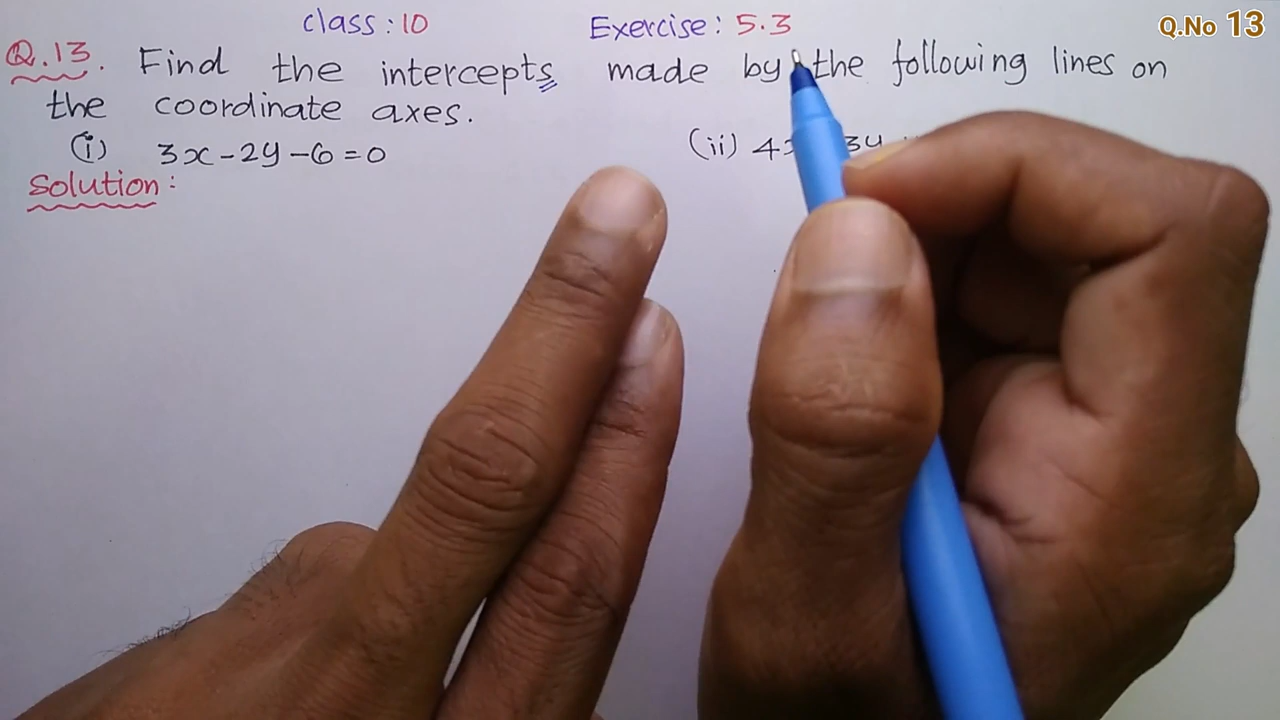 class : 10 Exercise : 5.3 Q.No 13
Q.13. Find the intercepts made by the following lines on
the coordinate axes.
(i) 3x - 2y - 6 = 0 (ii)
Solution :